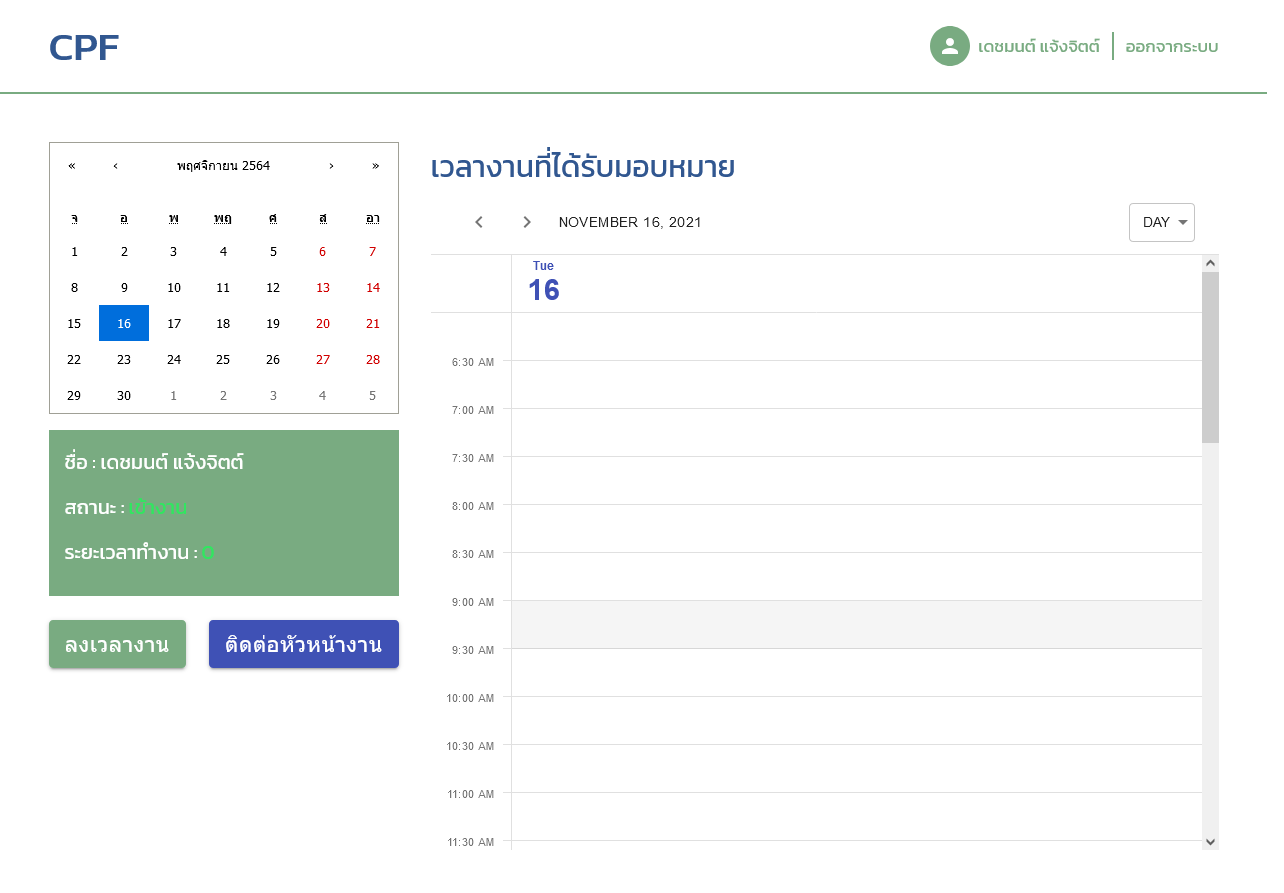 CPF
เดชมนต์ แจ้งจิตต์
ออกจากระบบ
« ‹ พฤศจิกายน 2564 › »
จ อ พ พฤ ศ ส อา
1 2 3 4 5 6 7
8 9 10 11 12 13 14
15 16 17 18 19 20 21
22 23 24 25 26 27 28
29 30 1 2 3 4 5
ชื่อ : เดชมนต์ แจ้งจิตต์
สถานะ : เข้างาน
ระยะเวลาทำงาน : 0
ลงเวลางาน
ติดต่อหัวหน้างาน
เวลางานที่ได้รับมอบหมาย
NOVEMBER 16, 2021
DAY
Tue
16
6:30 AM
7:00 AM
7:30 AM
8:00 AM
8:30 AM
9:00 AM
9:30 AM
10:00 AM
10:30 AM
11:00 AM
11:30 AM